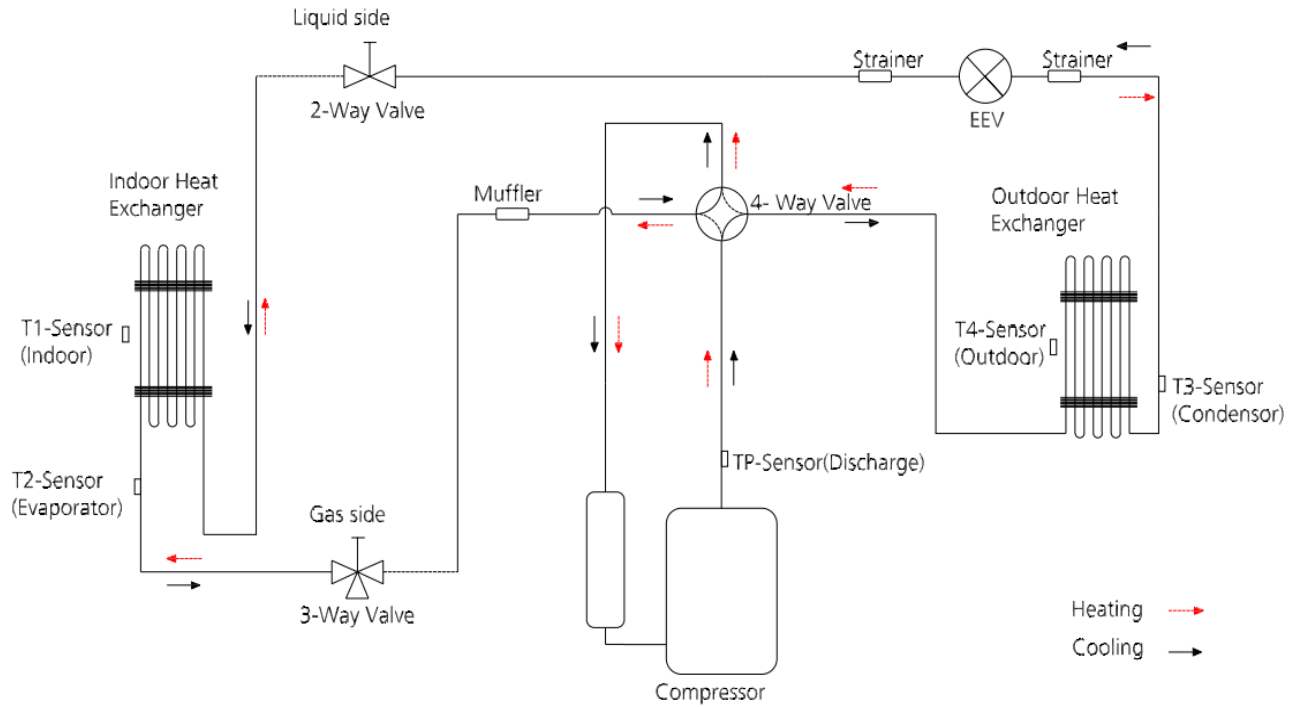 Liquid side
2-Way Valve
Strainer
EEV
Strainer
Indoor Heat
Exchanger
Muffler
4- Way Valve
Outdoor Heat
Exchanger
T1-Sensor
(Indoor)
T4-Sensor
(Outdoor)
T3-Sensor
(Condensor)
T2-Sensor
(Evaporator)
TP-Sensor(Discharge)
Gas side
3-Way Valve
Compressor
Heating
Cooling